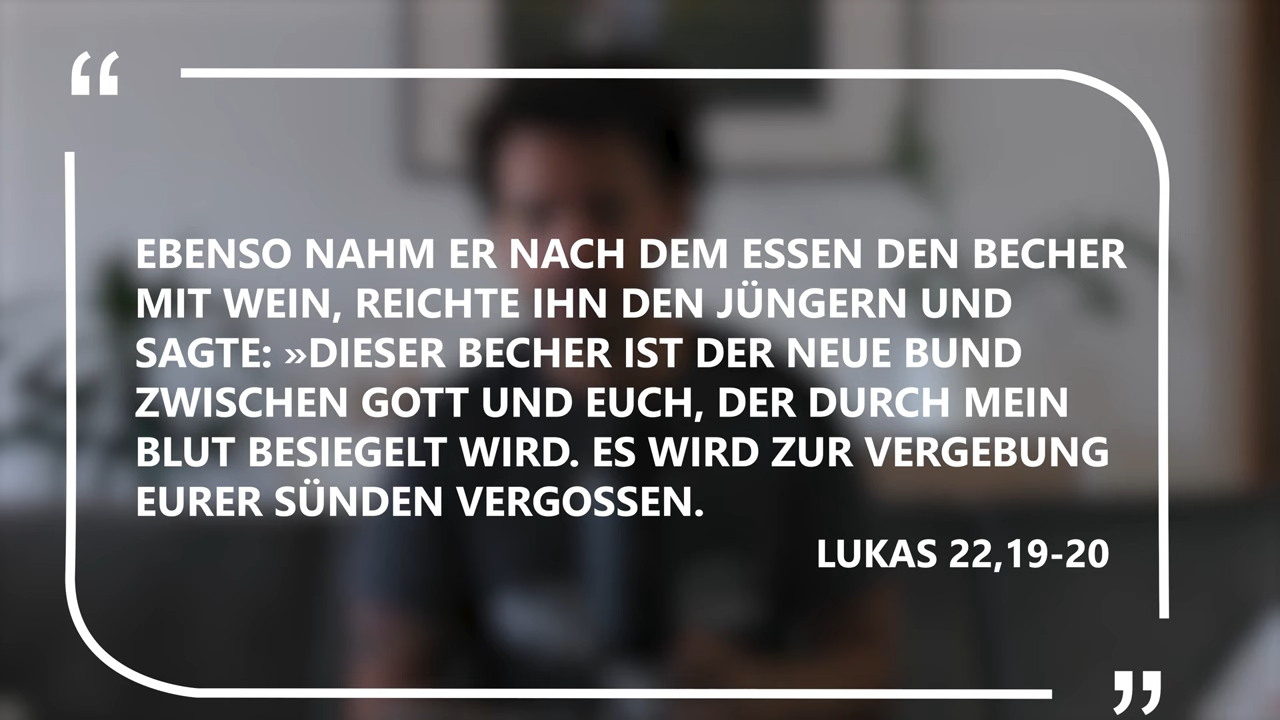 “
EBENSO NAHM ER NACH DEM ESSEN DEN BECHER
MIT WEIN, REICHTE IHN DEN JÜNGERN UND
SAGTE: »DIESER BECHER IST DER NEUE BUND
ZWISCHEN GOTT UND EUCH, DER DURCH MEIN
BLUT BESIEGELT WIRD. ES WIRD ZUR VERGEBUNG
EURER SÜNDEN VERGOSSEN.
LUKAS 22,19-20
”